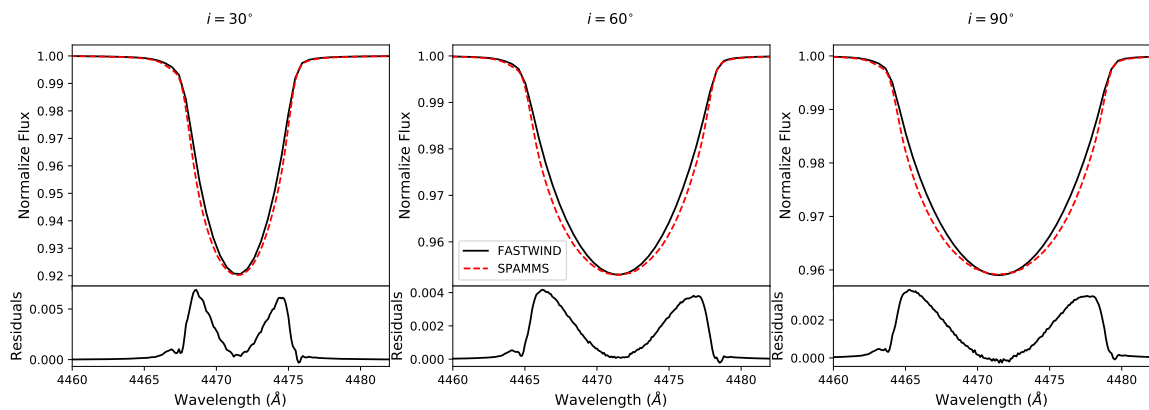 i = 30°
i = 60°
i = 90°
Normalize Flux
1.00
0.99
0.98
0.97
0.96
0.95
0.94
0.93
0.92
Residuals
0.005
0.000
4460 4465 4470 4475 4480
Wavelength (Å)
Normalize Flux
1.00
0.99
0.98
0.97
0.96
FASTWIND
SPAMMS
Residuals
0.004
0.002
0.000
4460 4465 4470 4475 4480
Wavelength (Å)
Normalize Flux
1.00
0.99
0.98
0.97
0.96
Residuals
0.002
0.000
4460 4465 4470 4475 4480
Wavelength (Å)